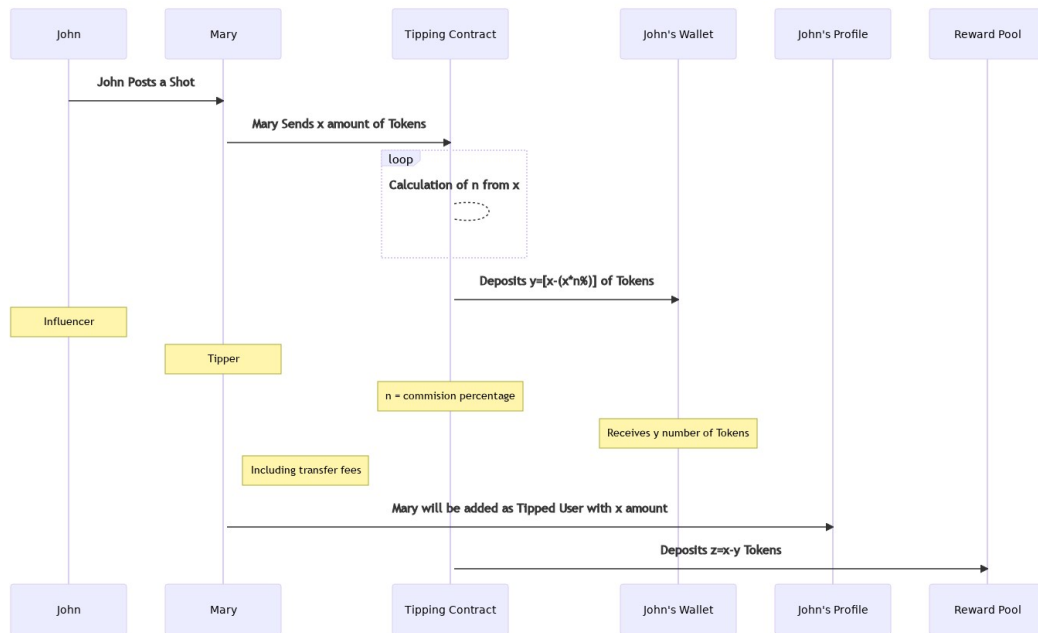 John
Mary
Tipping Contract
John's Wallet
John's Profile
Reward Pool
John Posts a Shot
Mary Sends x amount of Tokens
loop
Calculation of n from x
Deposits y=[x-(x*n%)] of Tokens
Influencer
Tipper
n = commision percentage
Receives y number of Tokens
Including transfer fees
Mary will be added as Tipped User with x amount
Deposits z=x-y Tokens
John
Mary
Tipping Contract
John's Wallet
John's Profile
Reward Pool